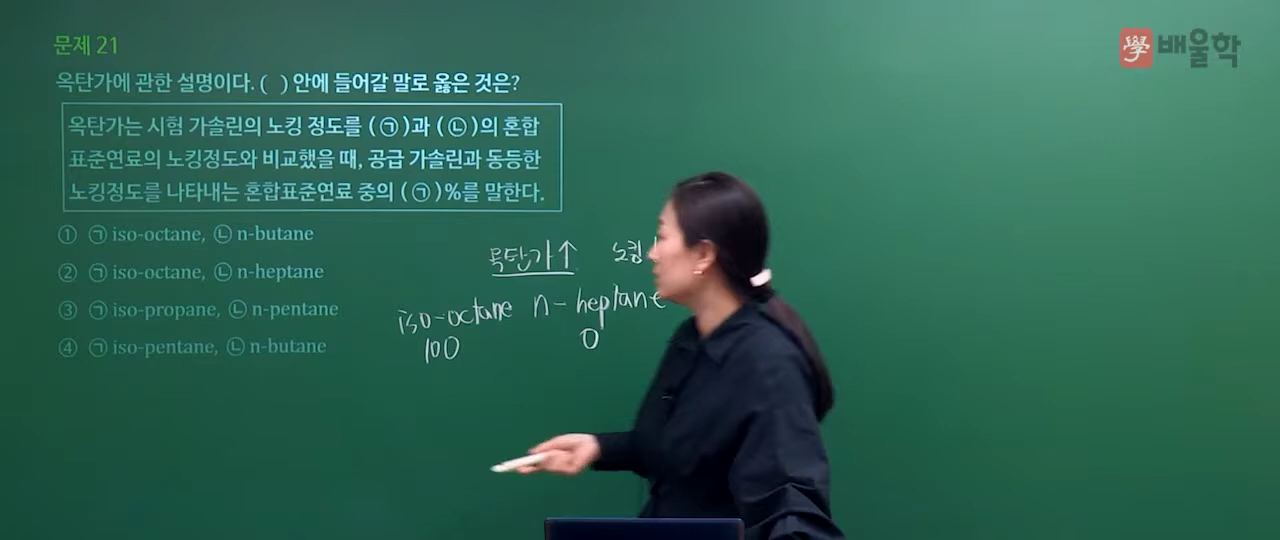 문제 21
學 배울학
옥탄가에 관한 설명이다. ( ) 안에 들어갈 말로 옳은 것은?
옥탄가는 시험 가솔린의 노킹 정도를 (㉠)과 (㉡)의 혼합
표준연료의 노킹정도와 비교했을 때, 공급 가솔린과 동등한
노킹정도를 나타내는 혼합표준연료 중의 (㉠)%를 말한다.
① ㉠ iso-octane, ㉡ n-butane
② ㉠ iso-octane, ㉡ n-heptane
③ ㉠ iso-propane, ㉡ n-pentane
④ ㉠ iso-pentane, ㉡ n-butane
옥탄가↑ 노킹
iso-octane n-heptane
100 0